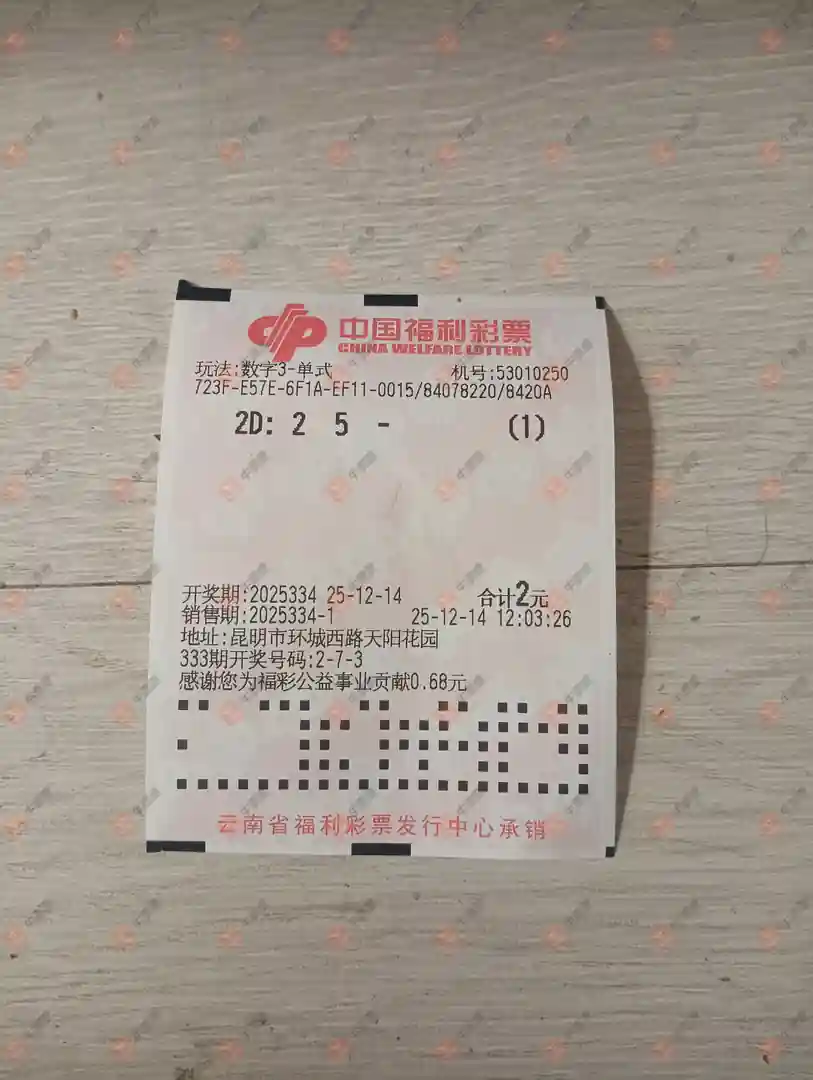 中国福利彩票
CHINA WELFARE LOTTERY
玩法:数字3-单式 机号:53010250
723F-E57E-6F1A-EF11-0015/84078220/8420A
2D: 2 5 - (1)
开奖期:2025334 25-12-14 合计2元
销售期:2025334-1 25-12-14 12:03:26
地址:昆明市环城西路天阳花园
333期开奖号码:2-7-3
感谢您为福彩公益事业贡献0.68元
云南省福利彩票发行中心承销